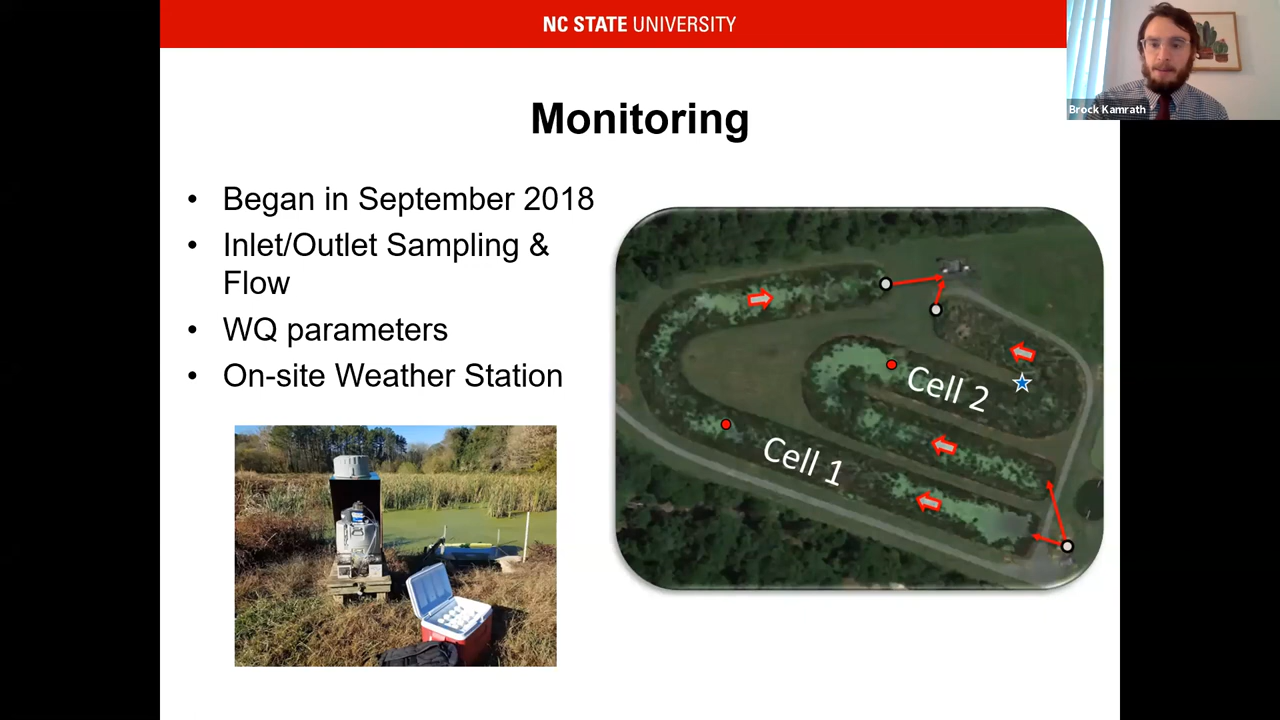 NC STATE UNIVERSITY
Brock Kamrath
Monitoring
• Began in September 2018
• Inlet/Outlet Sampling &
Flow
• WQ parameters
• On-site Weather Station
Cell 2
Cell 1